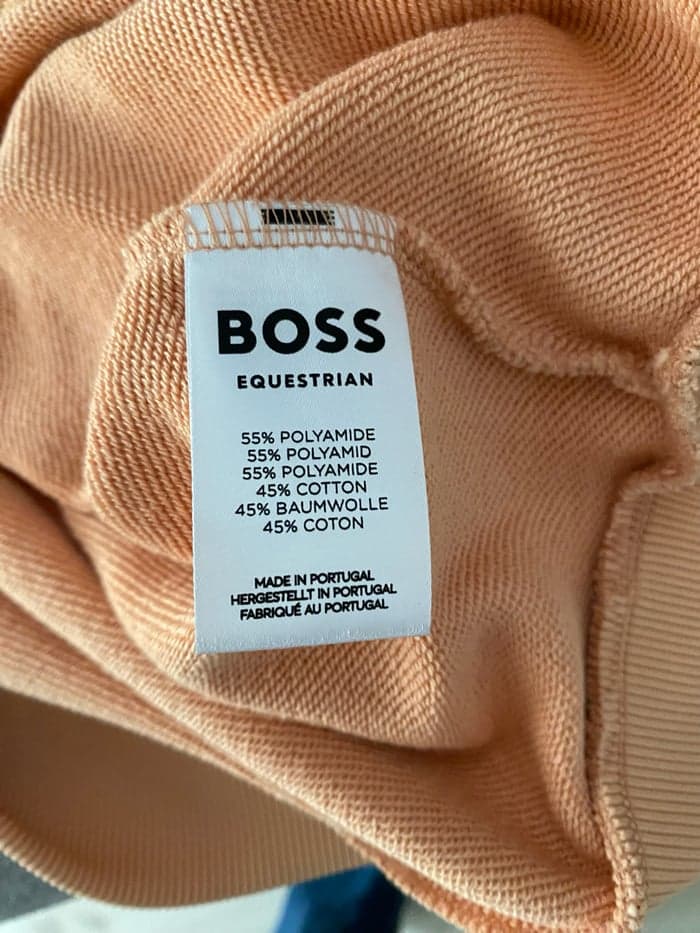 BOSS
EQUESTRIAN
55% POLYAMIDE
55% POLYAMID
55% POLYAMIDE
45% COTTON
45% BAUMWOLLE
45% COTON
MADE IN PORTUGAL
HERGESTELLT IN PORTUGAL
FABRIQUÉ AU PORTUGAL